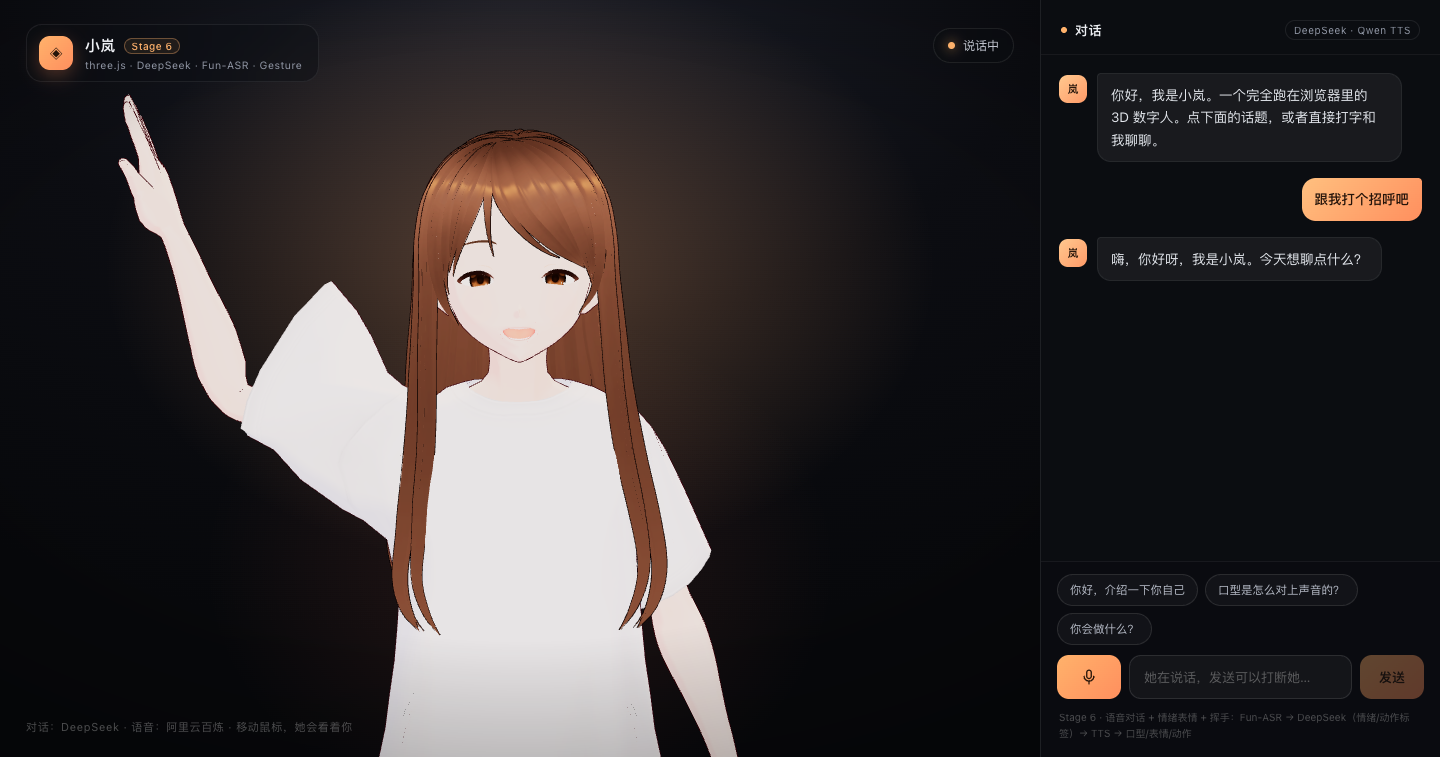 小岚 Stage 6
three.js · DeepSeek · Fun-ASR · Gesture
说话中
对话
DeepSeek · Qwen TTS
岚
你好，我是小岚。一个完全跑在浏览器里的
3D 数字人。点下面的话题，或者直接打字和
我聊聊。
跟我打个招呼吧
岚
嗨，你好呀，我是小岚。今天想聊点什么？
你好，介绍一下你自己
口型是怎么对上声音的？
你会做什么？
她在说话，发送可以打断她…
发送
Stage 6 · 语音对话 + 情绪表情 + 挥手：Fun-ASR → DeepSeek（情绪/动作标
签）→ TTS → 口型/表情/动作
对话：DeepSeek · 语音：阿里云百炼 · 移动鼠标，她会看着你